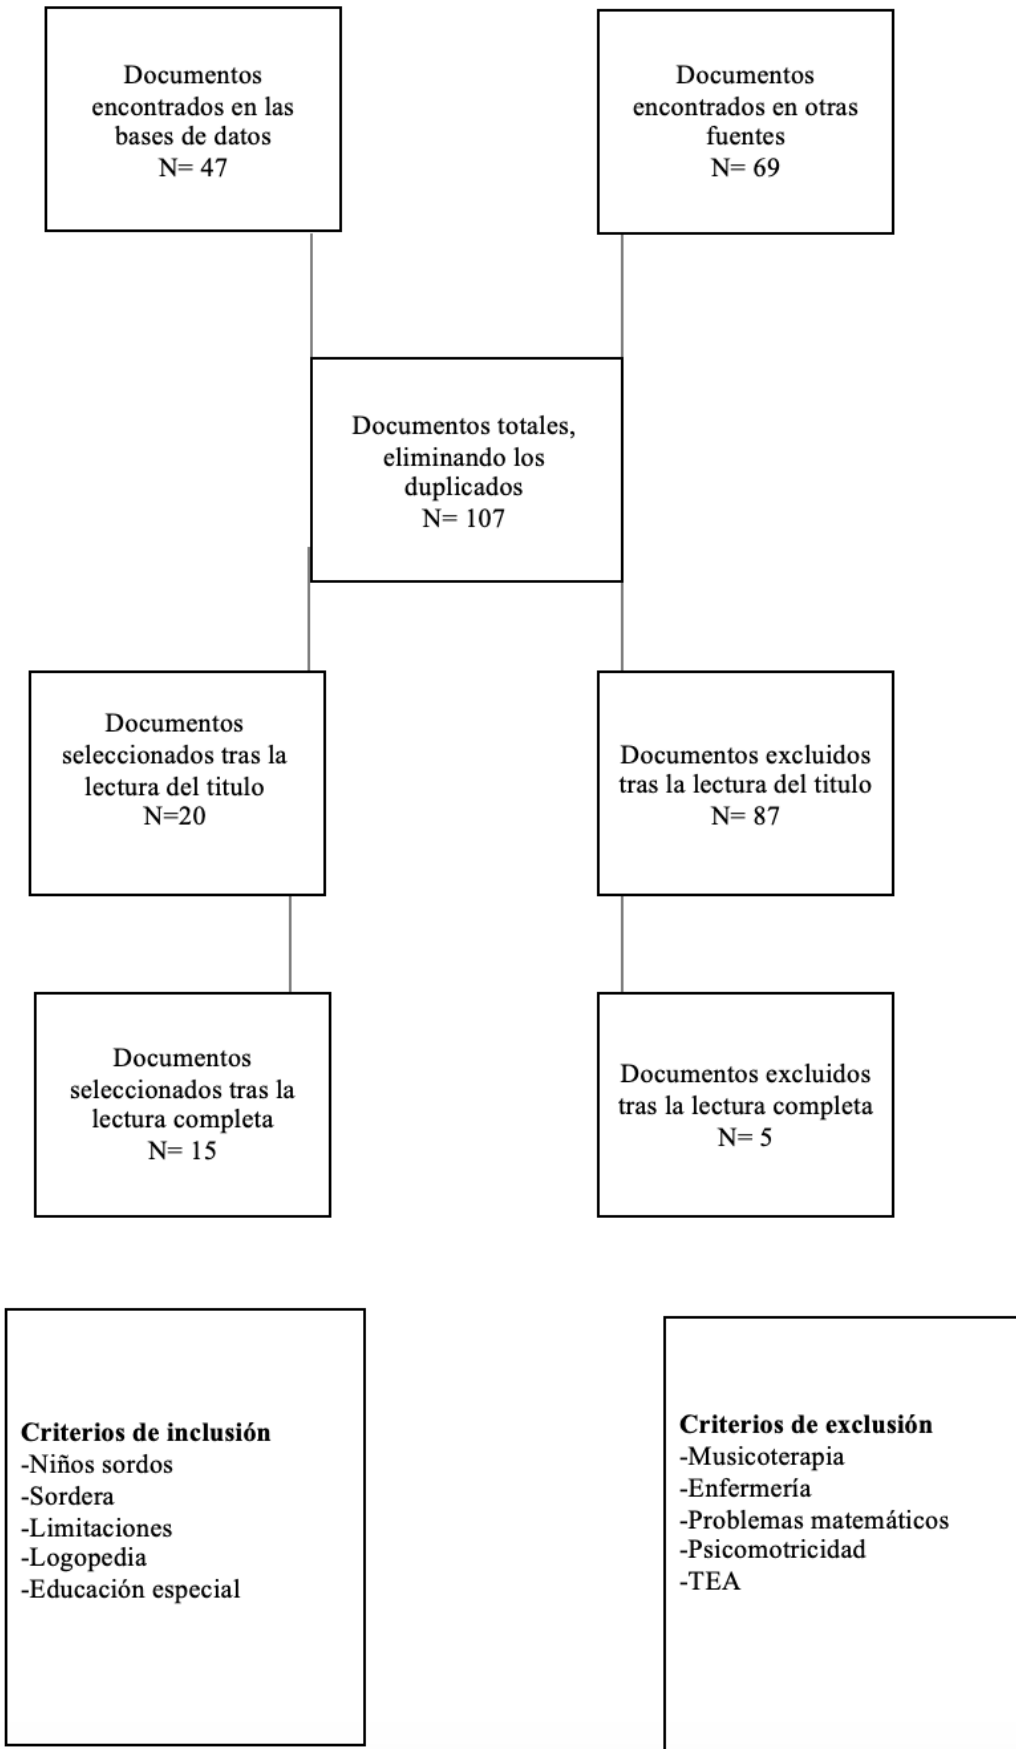 Documentos
encontrados en las
bases de datos
N= 47
Documentos
encontrados en otras
fuentes
N= 69
Documentos totales,
eliminando los
duplicados
N= 107
Documentos
seleccionados tras la
lectura del titulo
N=20
Documentos excluidos
tras la lectura del titulo
N= 87
Documentos
seleccionados tras la
lectura completa
N= 15
Documentos excluidos
tras la lectura completa
N= 5
Criterios de inclusión
-Niños sordos
-Sordera
-Limitaciones
-Logopedia
-Educación especial
Criterios de exclusión
-Musicoterapia
-Enfermería
-Problemas matemáticos
-Psicomotricidad
-TEA